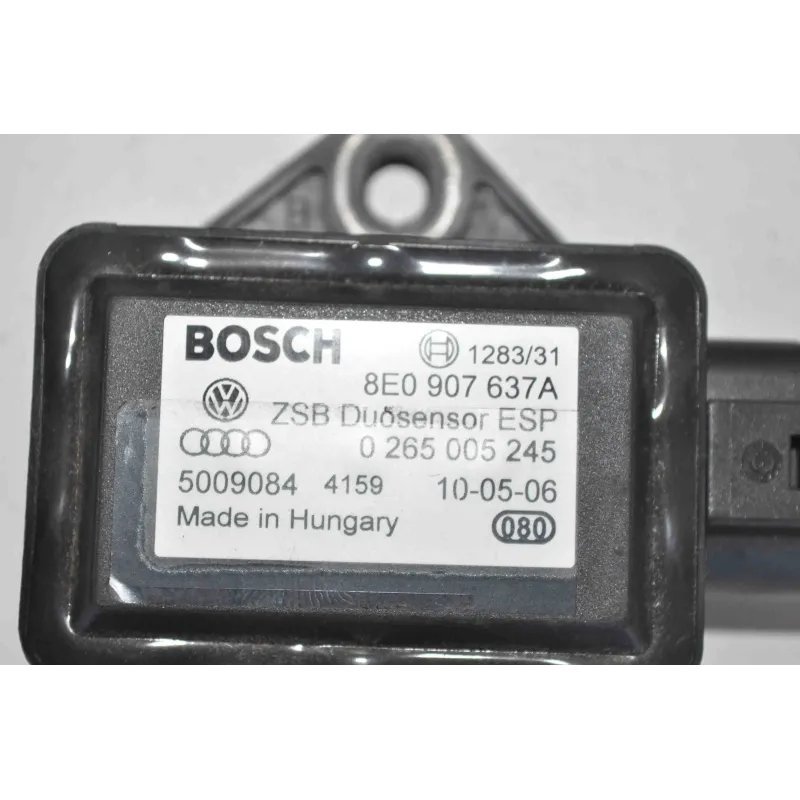 BOSCH 1283/31
8E0 907 637A
ZSB Duosensor ESP
0 265 005 245
5009084 4159 10-05-06
Made in Hungary 080